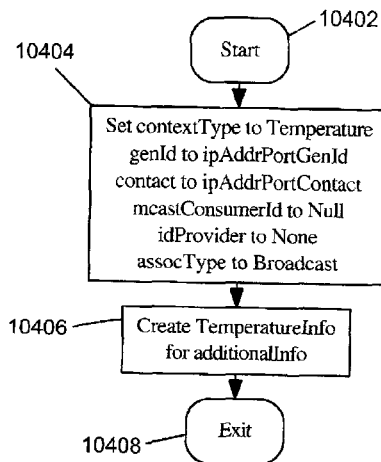 10402
Start
10404
Set contextType to Temperature
genId to ipAddrPortGenId
contact to ipAddrPortContact
mcastConsumerId to Null
idProvider to None
assocType to Broadcast
10406
Create TemperatureInfo
for additionalInfo
Exit
10408